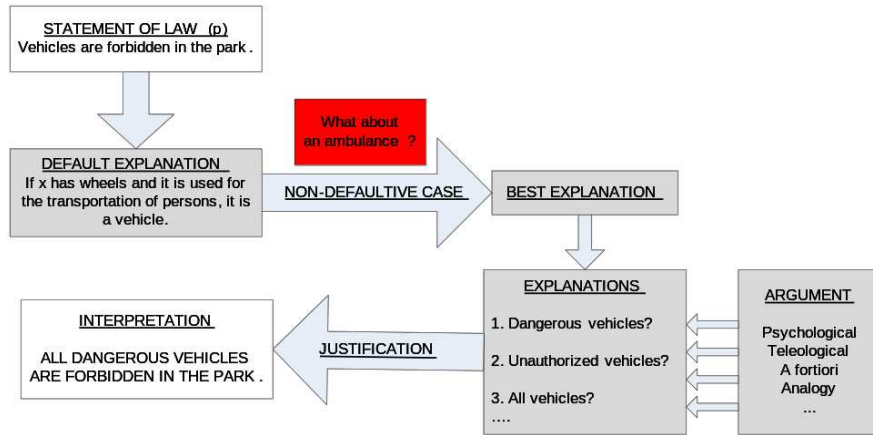 STATEMENT OF LAW (p)
Vehicles are forbidden in the park.
What about
an ambulance ?
DEFAULT EXPLANATION
If x has wheels and it is used for
the transportation of persons, it is
a vehicle.
NON-DEFAULTIVE CASE
BEST EXPLANATION
EXPLANATIONS
1. Dangerous vehicles?
2. Unauthorized vehicles?
3. All vehicles?
....
ARGUMENT
Psychological
Teleological
A fortiori
Analogy
...
JUSTIFICATION
INTERPRETATION
ALL DANGEROUS VEHICLES
ARE FORBIDDEN IN THE PARK.